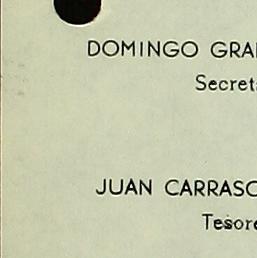 DOMINGO GRA
Secret
JUAN CARRASC
Tesore